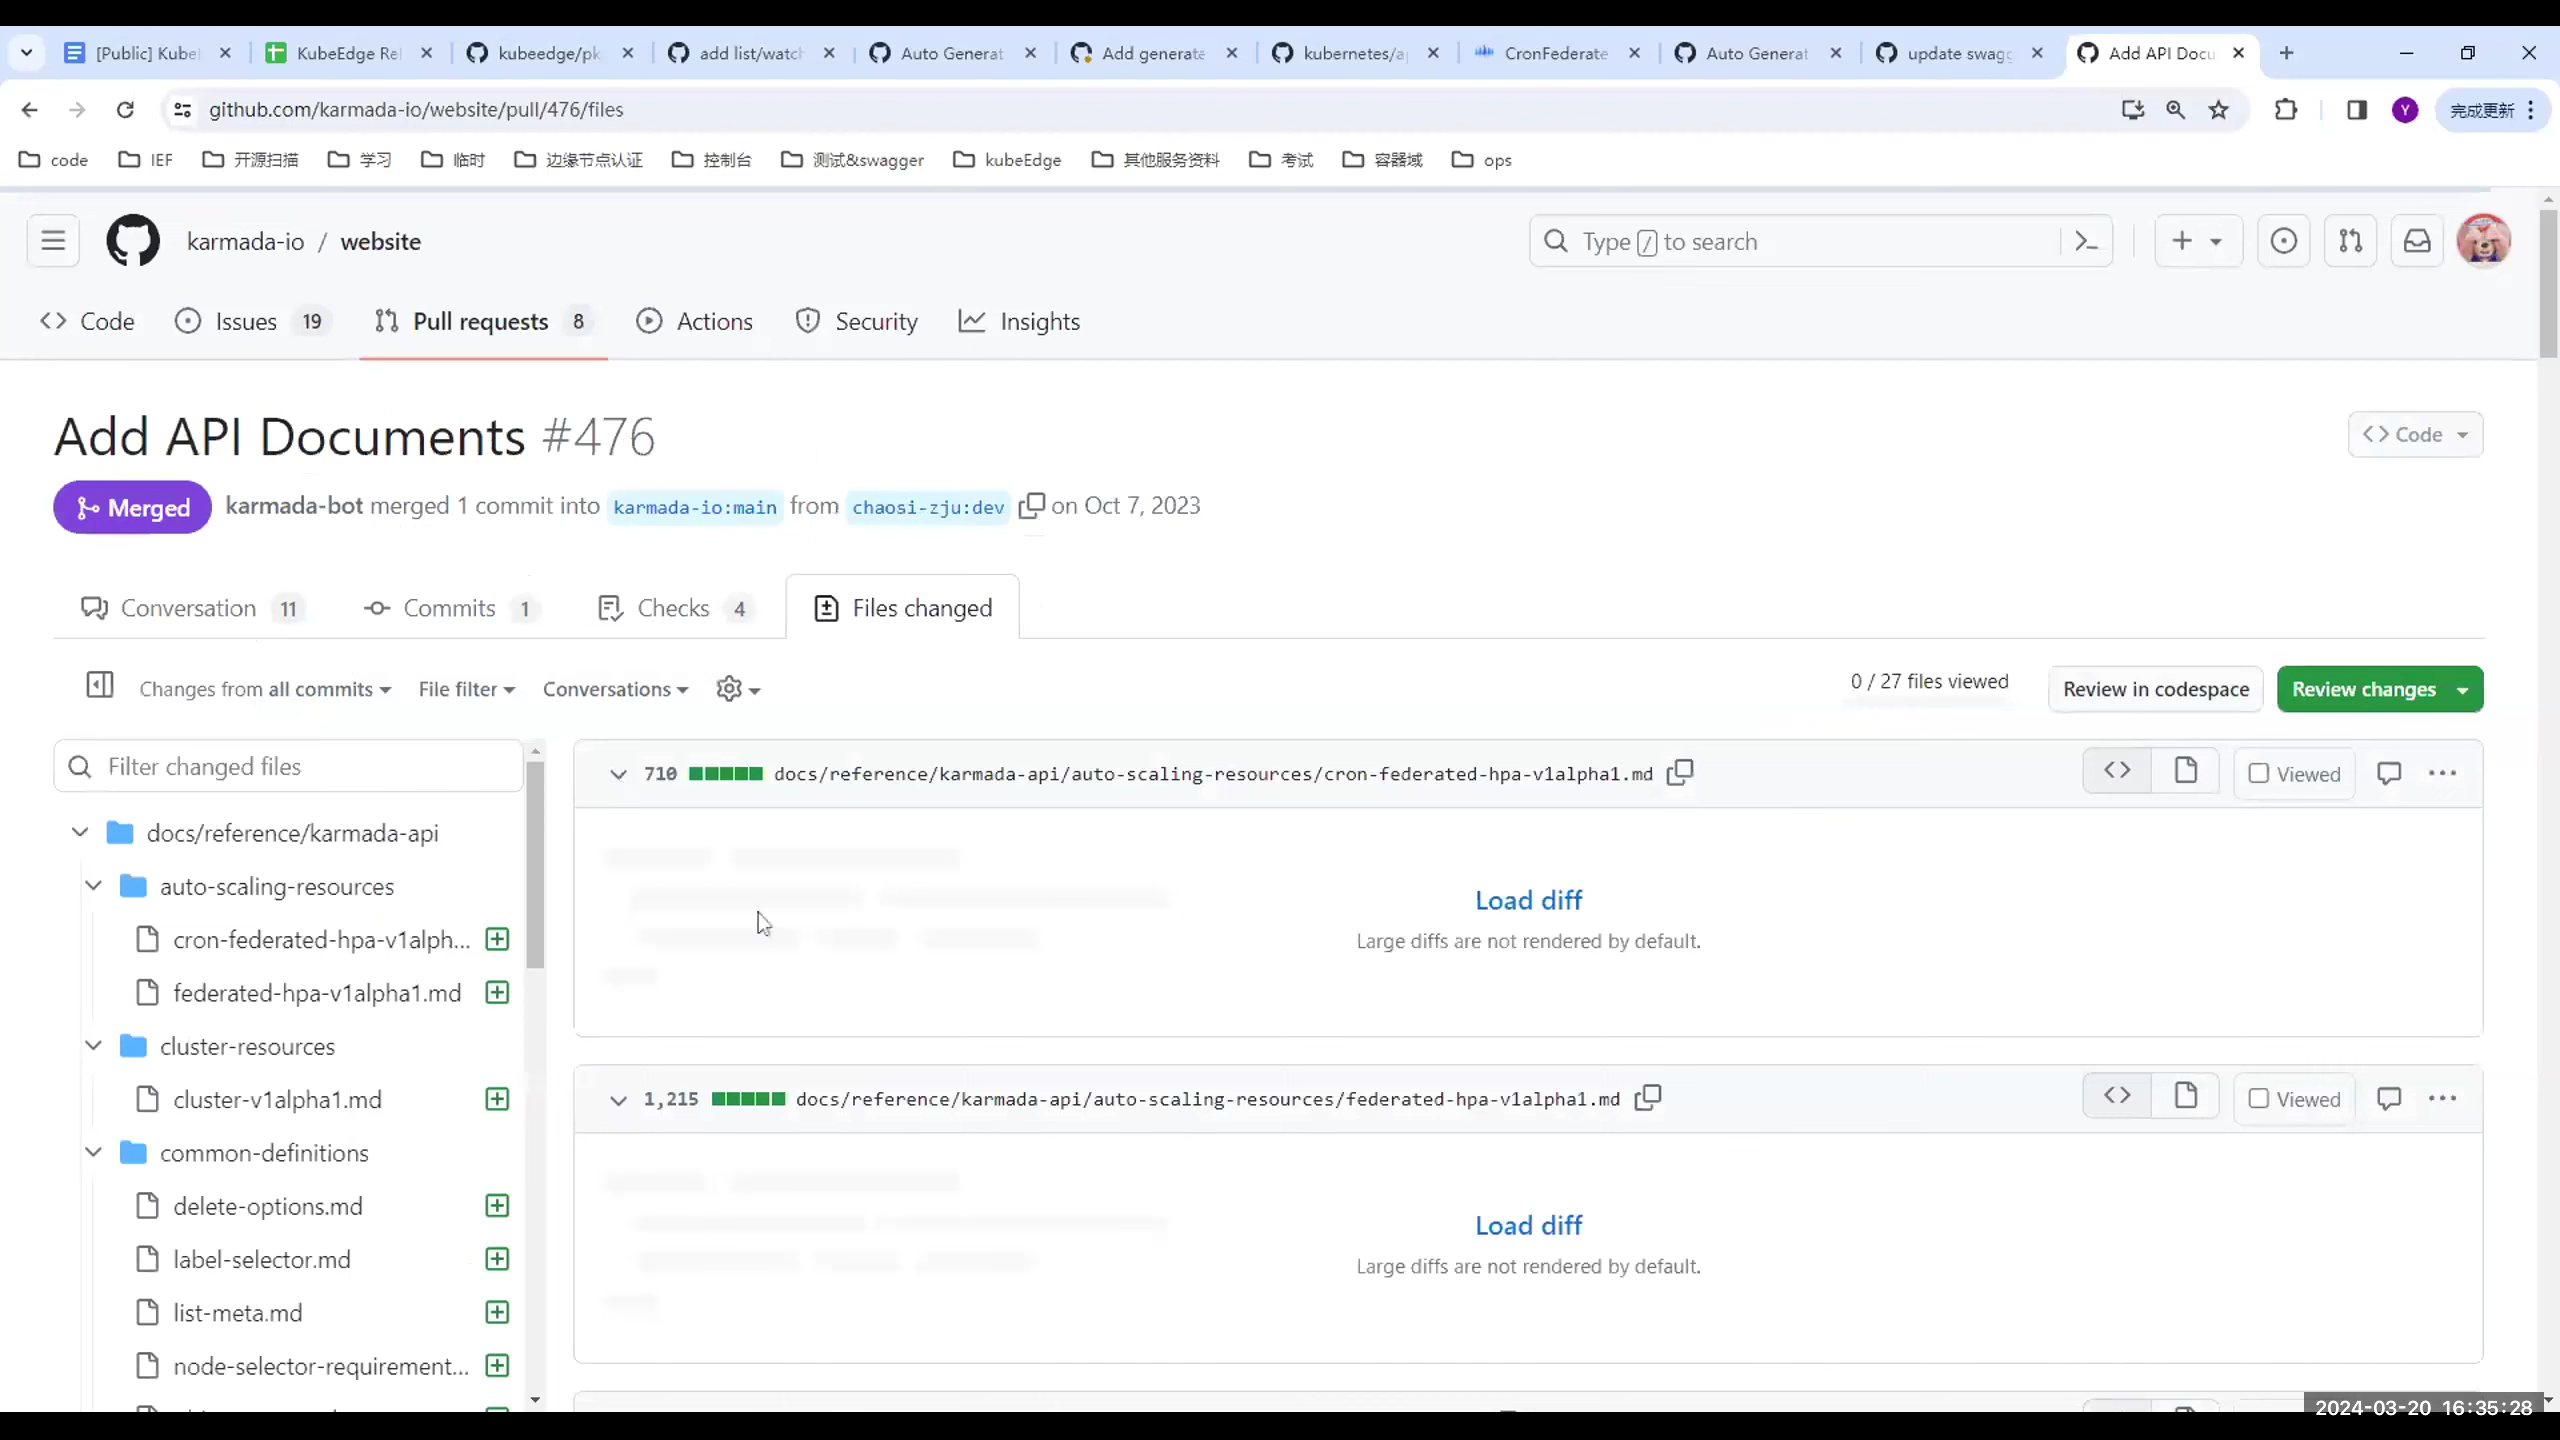 [Public] Kube
KubeEdge Re
kubeedge/pk
add list/watch
Auto Generat
Add generate
kubernetes/a
CronFederate
Auto Generat
update swagg
Add API Docu
github.com/karmada-io/website/pull/476/files
Y
完成更新
code
IEF
开源扫描
学习
临时
边缘节点认证
控制台
测试&swagger
kubeEdge
其他服务资料
考试
容器域
ops
karmada-io / website
Type / to search
Code
Issues 19
Pull requests 8
Actions
Security
Insights
Add API Documents #476
Code
Merged
karmada-bot merged 1 commit into karmada-io:main from chaosi-zju:dev on Oct 7, 2023
Conversation 11
Commits 1
Checks 4
Files changed
Changes from all commits
File filter
Conversations
0 / 27 files viewed
Review in codespace
Review changes
Filter changed files
docs/reference/karmada-api
auto-scaling-resources
cron-federated-hpa-v1alph...
federated-hpa-v1alpha1.md
cluster-resources
cluster-v1alpha1.md
common-definitions
delete-options.md
label-selector.md
list-meta.md
node-selector-requirement...
710 docs/reference/karmada-api/auto-scaling-resources/cron-federated-hpa-v1alpha1.md
Viewed
Load diff
Large diffs are not rendered by default.
1,215 docs/reference/karmada-api/auto-scaling-resources/federated-hpa-v1alpha1.md
Viewed
Load diff
Large diffs are not rendered by default.
2024-03-20 16:35:28